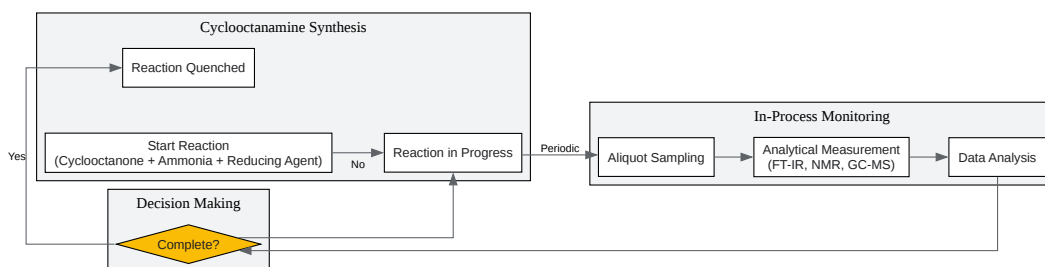 Cyclooctanamine Synthesis
Reaction Quenched
Start Reaction
(Cyclooctanone + Ammonia + Reducing Agent)
No
Reaction in Progress
Yes
Periodic
In-Process Monitoring
Aliquot Sampling
Analytical Measurement
(FT-IR, NMR, GC-MS)
Data Analysis
Decision Making
Complete?